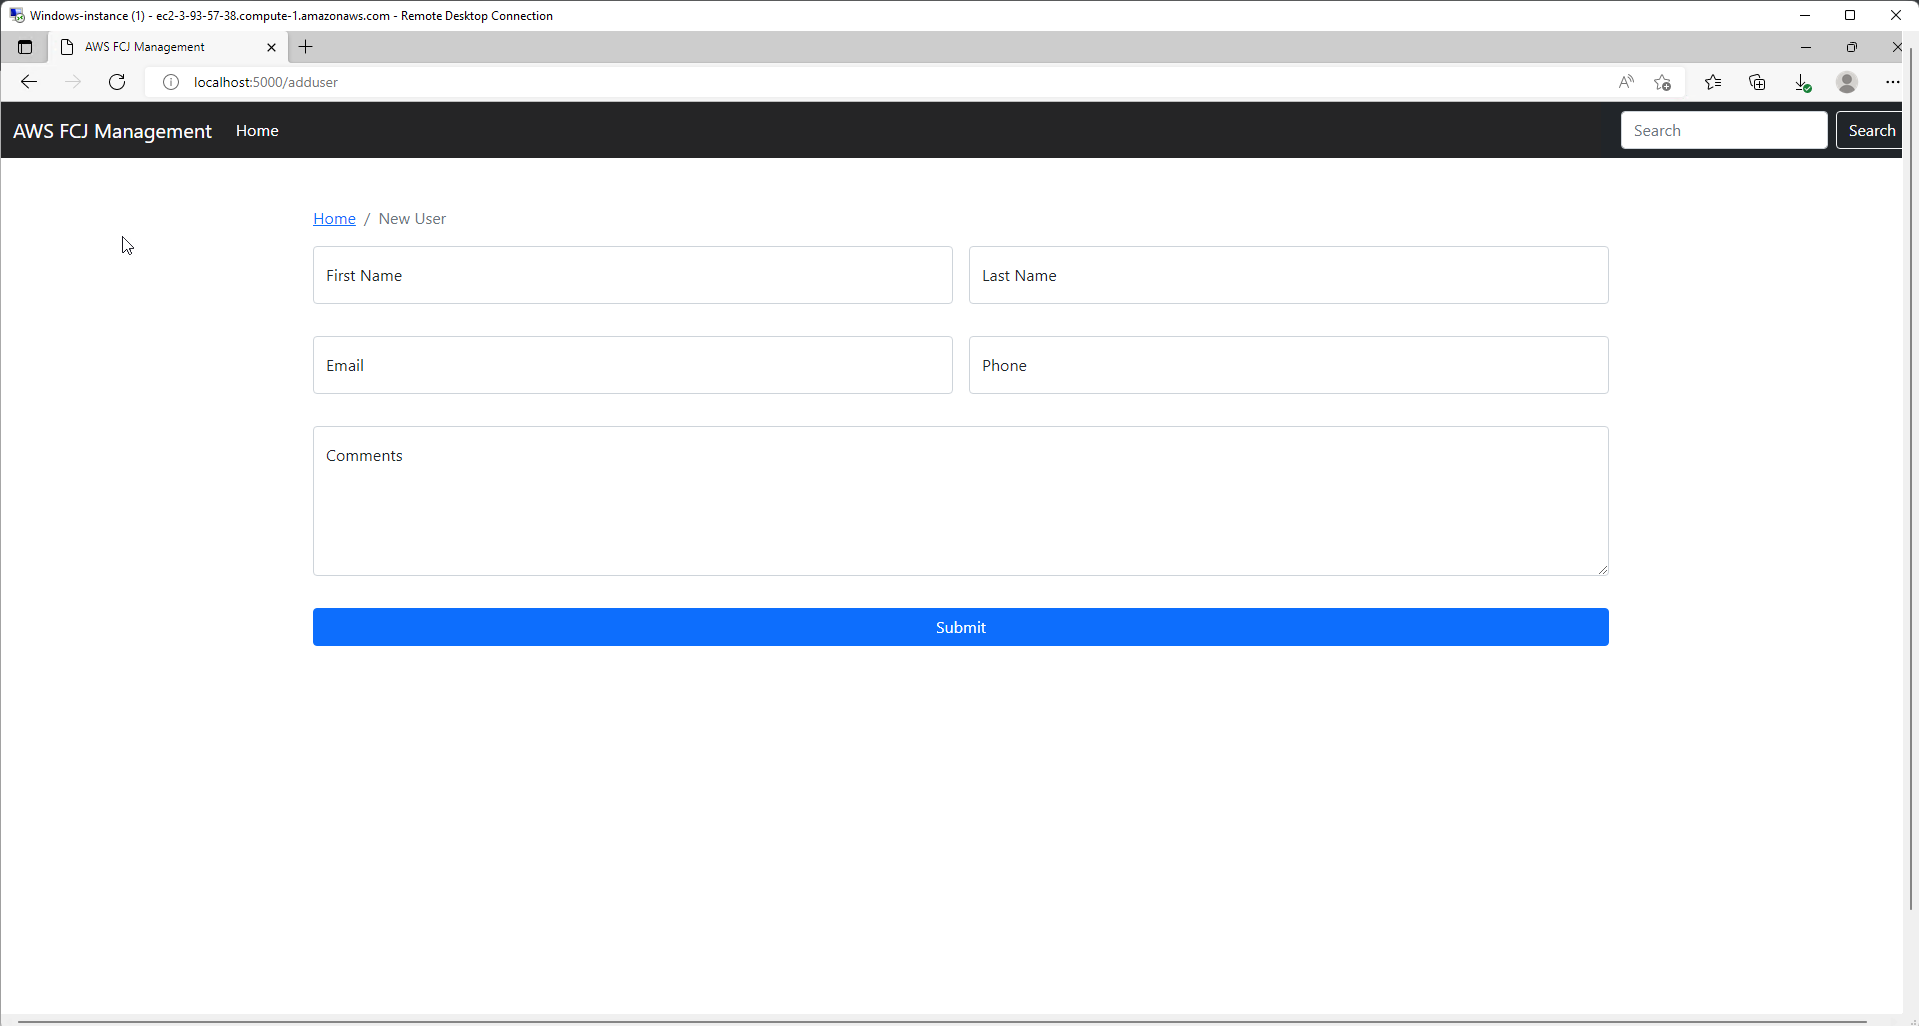 Windows-instance (1) - ec2-3-93-57-38.compute-1.amazonaws.com - Remote Desktop Connection
AWS FCJ Management
localhost:5000/adduser
AWS FCJ Management Home Search Search
Home / New User
First Name Last Name
Email Phone
Comments
Submit